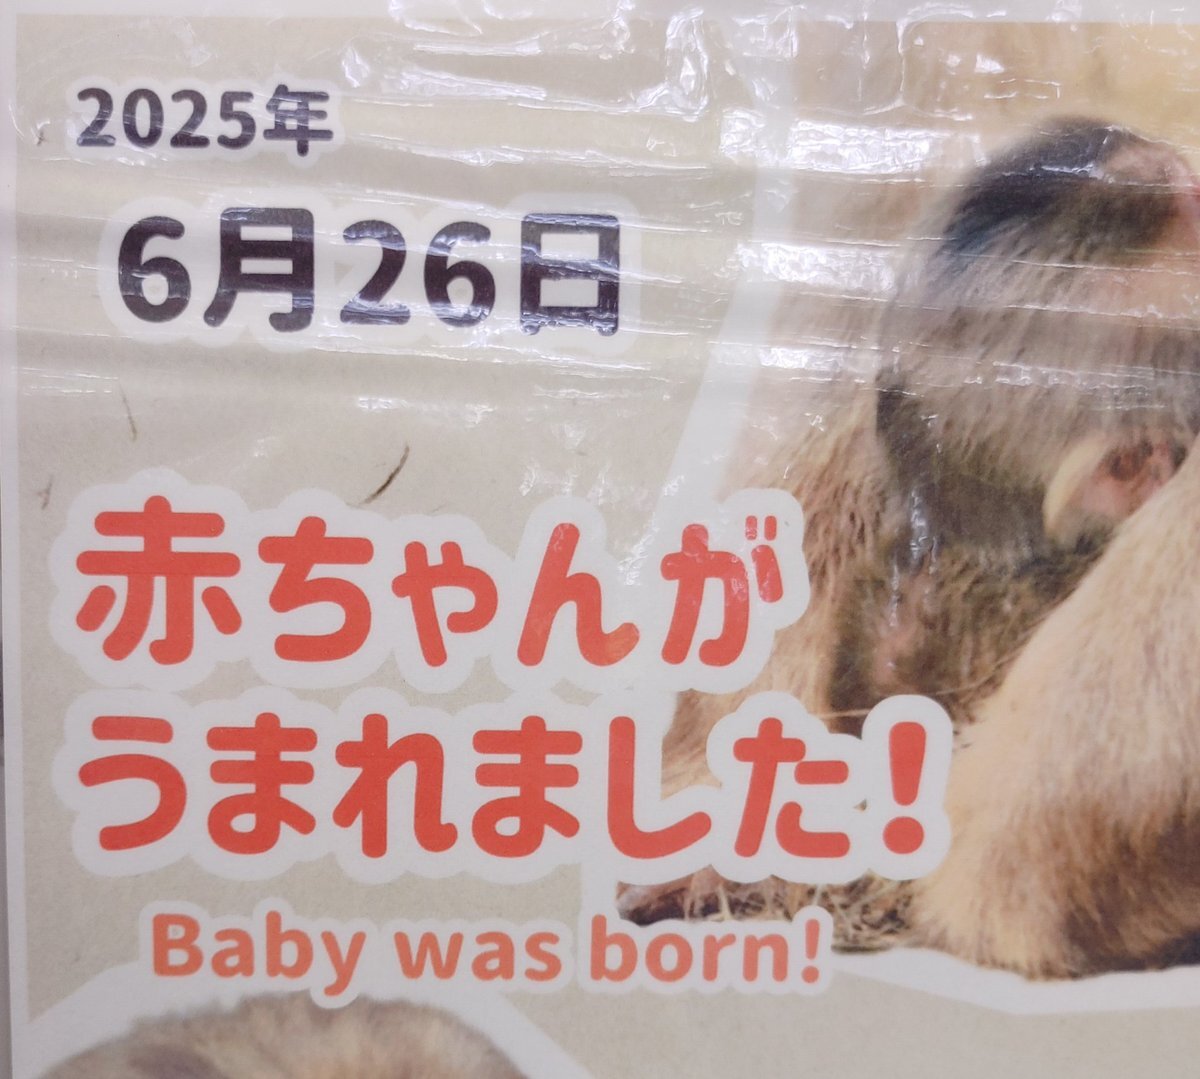 2025年
6月26日
赤ちゃんが
うまれました！
Baby was born!